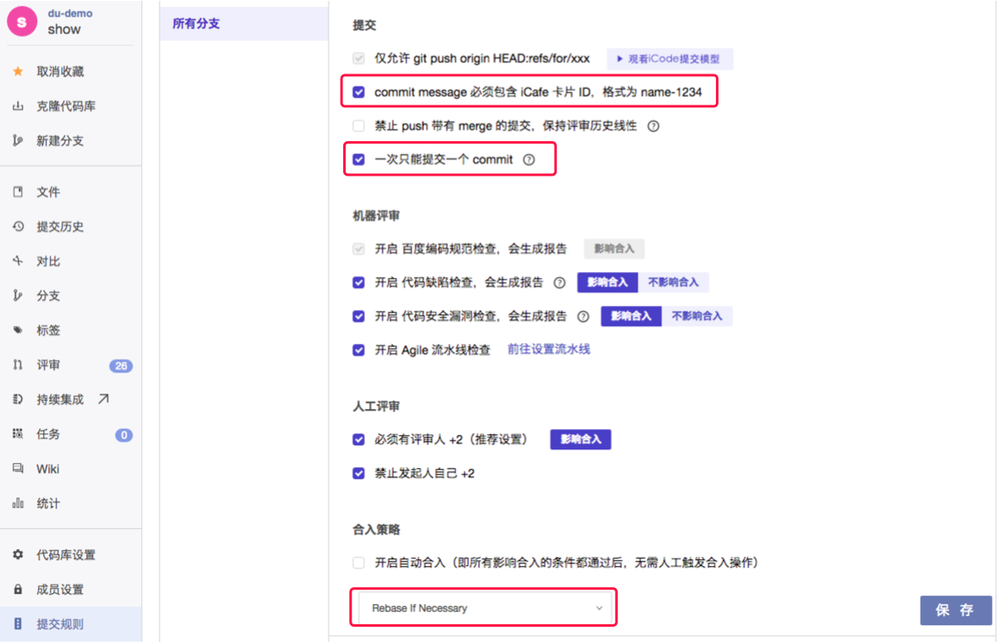 S
du-demo
show
取消收藏
克隆代码库
新建分支
文件
提交历史
对比
分支
标签
评审 26
持续集成
任务 0
Wiki
统计
代码库设置
成员设置
提交规则
所有分支
提交
仅允许 git push origin HEAD:refs/for/xxx 观看iCode提交模型
commit message 必须包含 iCafe 卡片 ID，格式为 name-1234
禁止 push 带有 merge 的提交，保持评审历史线性 ?
一次只能提交一个 commit ?
机器评审
开启 百度编码规范检查，会生成报告 影响合入
开启 代码缺陷检查，会生成报告 ? 影响合入 不影响合入
开启 代码安全漏洞检查，会生成报告 ? 影响合入 不影响合入
开启 Agile 流水线检查 前往设置流水线
人工评审
必须有评审人 +2（推荐设置） 影响合入
禁止发起人自己 +2
合入策略
开启自动合入（即所有影响合入的条件都通过后，无需人工触发合入操作）
Rebase If Necessary
保 存